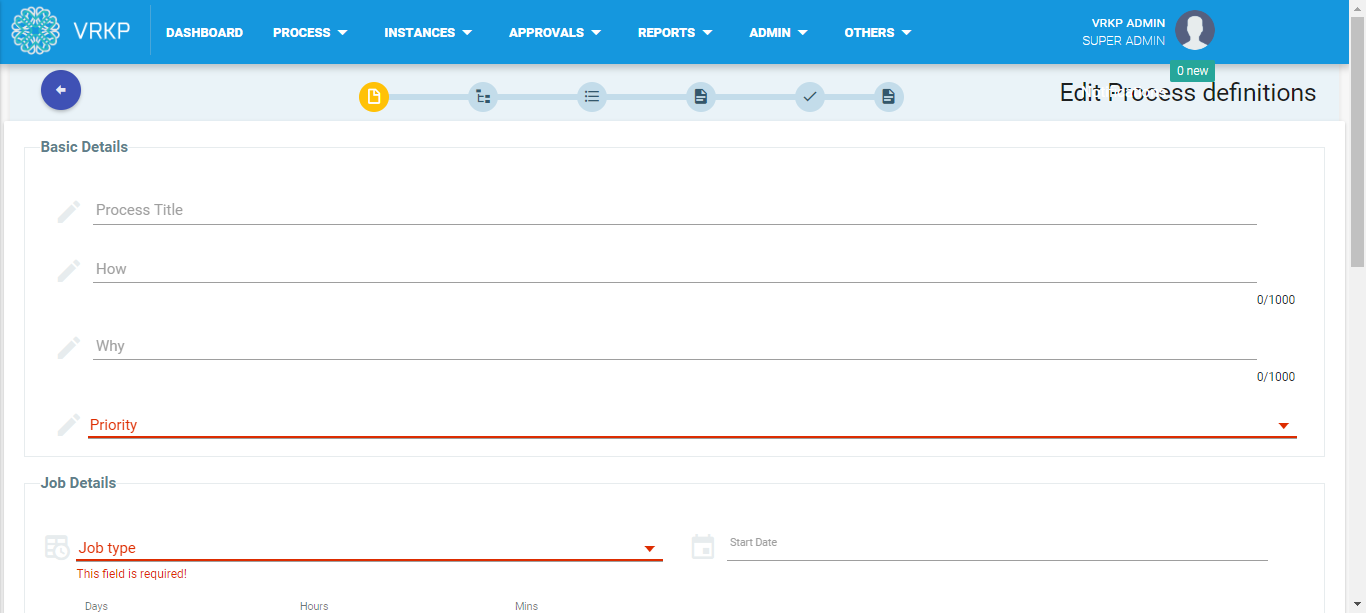 VRKP
DASHBOARD PROCESS INSTANCES APPROVALS REPORTS ADMIN OTHERS
VRKP ADMIN
SUPER ADMIN
0 new
Edit Process definitions
Basic Details
Process Title
How
0/1000
Why
0/1000
Priority
Job Details
Job type
Start Date
This field is required!
Days Hours Mins